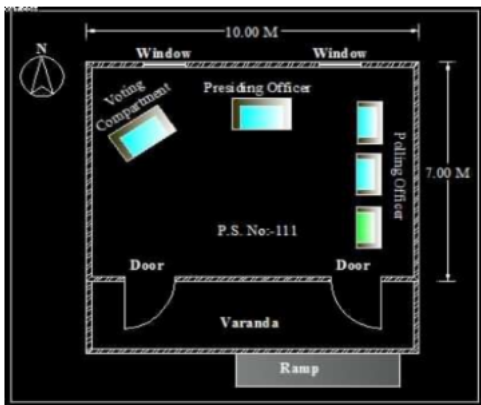 10.00 M
N
Window
Window
Voting
Compartment
Presiding Officer
Polling Officer
7.00 M
P.S. No:-111
Door
Door
Varanda
Ramp